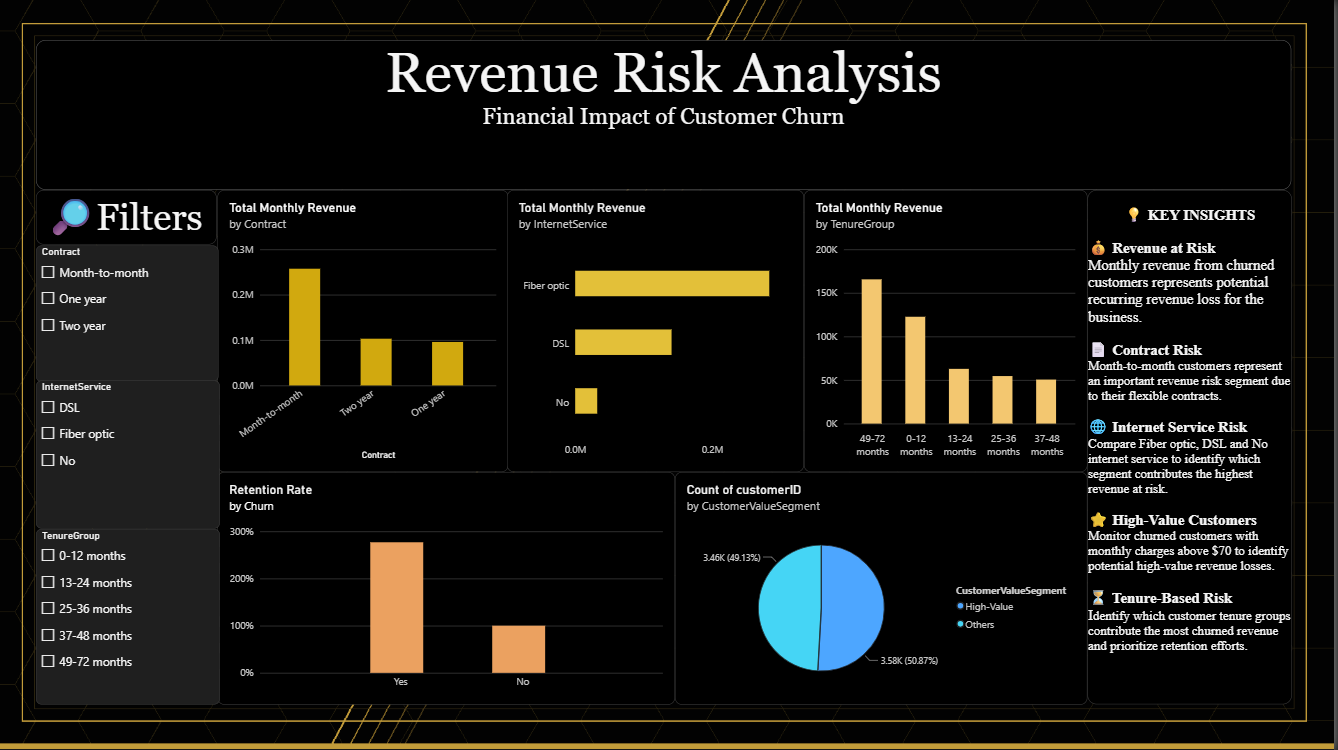 Revenue Risk Analysis
Financial Impact of Customer Churn
Filters
Contract
Month-to-month
One year
Two year
InternetService
DSL
Fiber optic
No
TenureGroup
0-12 months
13-24 months
25-36 months
37-48 months
49-72 months
Total Monthly Revenue
by Contract
0.3M
0.2M
0.1M
0.0M
Month-to-month
Two year
One year
Contract
Total Monthly Revenue
by InternetService
Fiber optic
DSL
No
0.0M
0.2M
Total Monthly Revenue
by TenureGroup
200K
150K
100K
50K
0K
49-72
months
0-12
months
13-24
months
25-36
months
37-48
months
Retention Rate
by Churn
300%
200%
100%
0%
Yes
No
Count of customerID
by CustomerValueSegment
3.46K (49.13%)
3.58K (50.87%)
CustomerValueSegment
High-Value
Others
KEY INSIGHTS
Revenue at Risk
Monthly revenue from churned
customers represents potential
recurring revenue loss for the
business.
Contract Risk
Month-to-month customers represent
an important revenue risk segment due
to their flexible contracts.
Internet Service Risk
Compare Fiber optic, DSL and No
internet service to identify which
segment contributes the highest
revenue at risk.
High-Value Customers
Monitor churned customers with
monthly charges above $70 to identify
potential high-value revenue losses.
Tenure-Based Risk
Identify which customer tenure groups
contribute the most churned revenue
and prioritize retention efforts.